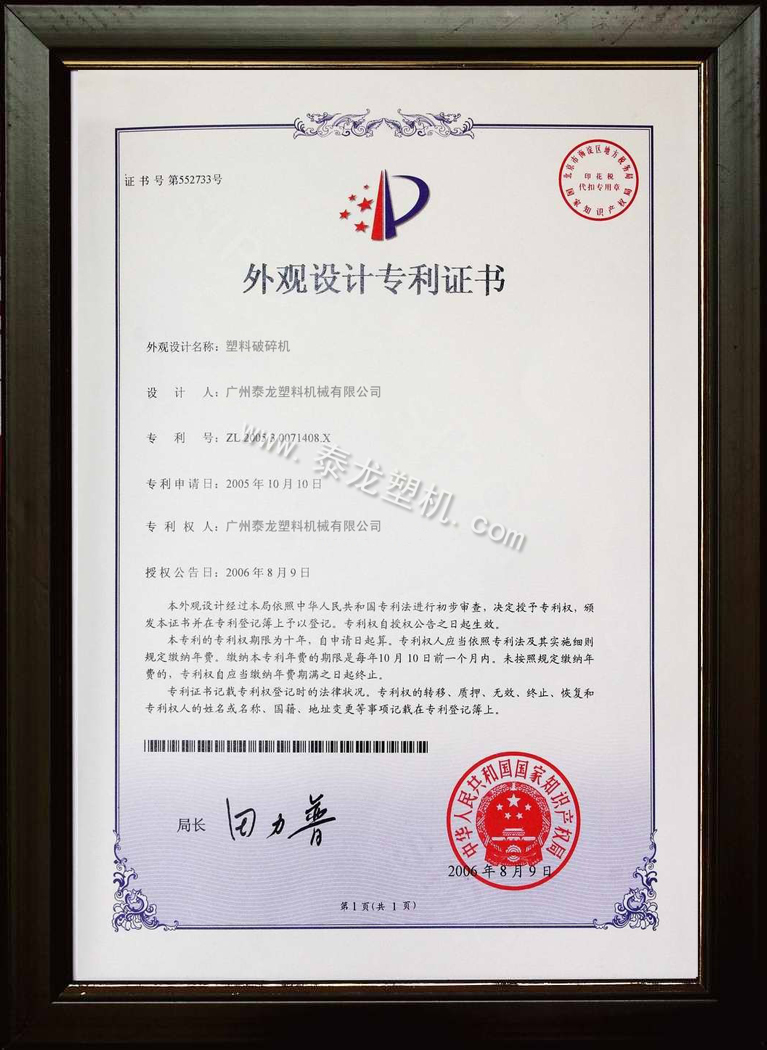 证书号第552733号
北京市海淀区地方税务局
印花税
代扣专用章
国家知识产权局
外观设计专利证书
外观设计名称：塑料破碎机
设计人：广州泰龙塑料机械有限公司
专利号：ZL 2005 3 0071408.X
专利申请日：2005年10月10日
专利权人：广州泰龙塑料机械有限公司
授权公告日：2006年8月9日
www.泰龙塑机.com
本外观设计经过本局依照中华人民共和国专利法进行初步审查，决定授予专利权，颁
发本证书并在专利登记簿上予以登记。专利权自授权公告之日起生效。
本专利的专利权期限为十年，自申请日起算。专利权人应当依照专利法及其实施细则
规定缴纳年费。缴纳本专利年费的期限是每年10月10日前一个月内。未按照规定缴纳年
费的，专利权自应当缴纳年费期满之日起终止。
专利证书记载专利权登记时的法律状况。专利权的转移、质押、无效、终止、恢复和
专利权人的姓名或名称、国籍、地址变更等事项记载在专利登记簿上。
局长 田力普
中华人民共和国国家知识产权局
2006年8月9日
第1页(共1页)